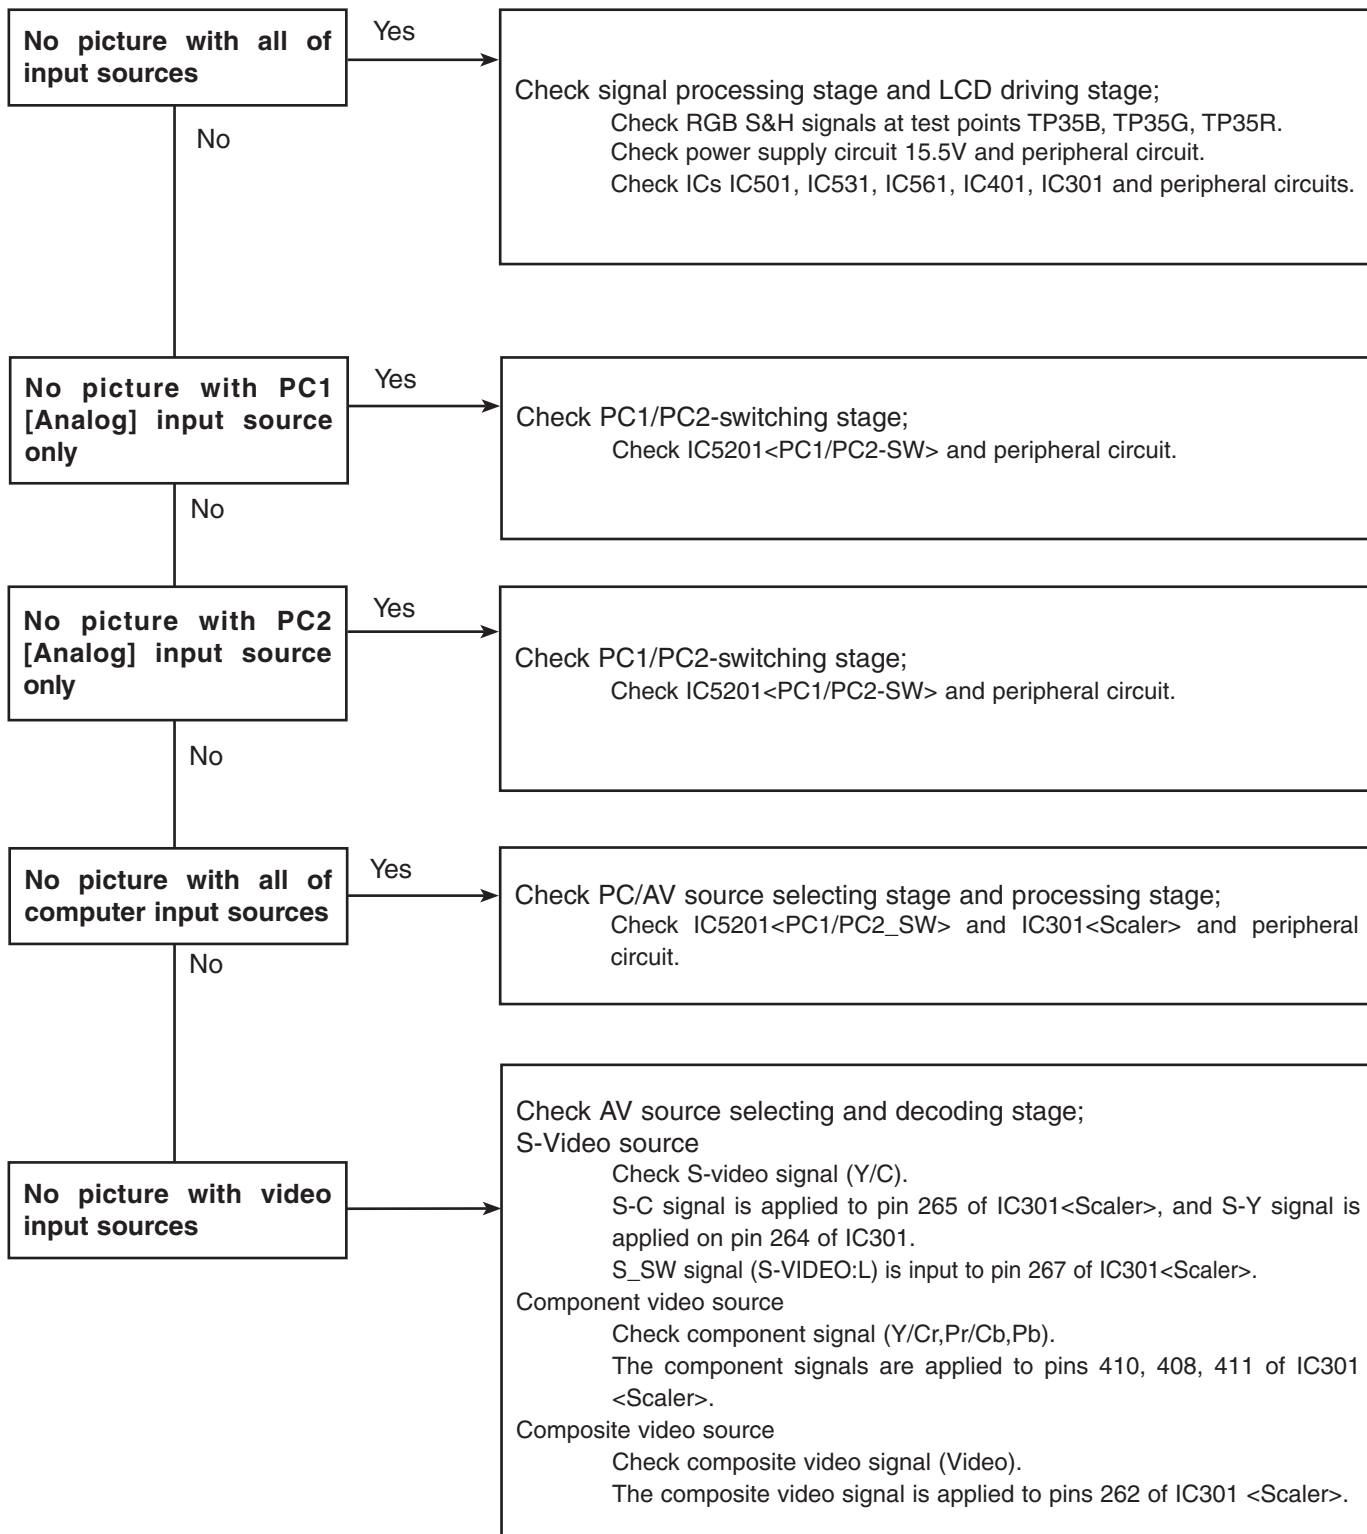 No picture with all of
input sources
Yes
Check signal processing stage and LCD driving stage;
Check RGB S&H signals at test points TP35B, TP35G, TP35R.
Check power supply circuit 15.5V and peripheral circuit.
Check ICs IC501, IC531, IC561, IC401, IC301 and peripheral circuits.
No
No picture with PC1
[Analog] input source
only
Yes
Check PC1/PC2-switching stage;
Check IC5201<PC1/PC2-SW> and peripheral circuit.
No
No picture with PC2
[Analog] input source
only
Yes
Check PC1/PC2-switching stage;
Check IC5201<PC1/PC2-SW> and peripheral circuit.
No
No picture with all of
computer input sources
Yes
Check PC/AV source selecting stage and processing stage;
Check IC5201<PC1/PC2_SW> and IC301<Scaler> and peripheral
circuit.
No
No picture with video
input sources
Check AV source selecting and decoding stage;
S-Video source
Check S-video signal (Y/C).
S-C signal is applied to pin 265 of IC301<Scaler>, and S-Y signal is
applied on pin 264 of IC301.
S_SW signal (S-VIDEO:L) is input to pin 267 of IC301<Scaler>.
Component video source
Check component signal (Y/Cr,Pr/Cb,Pb).
The component signals are applied to pins 410, 408, 411 of IC301
<Scaler>.
Composite video source
Check composite video signal (Video).
The composite video signal is applied to pins 262 of IC301 <Scaler>.